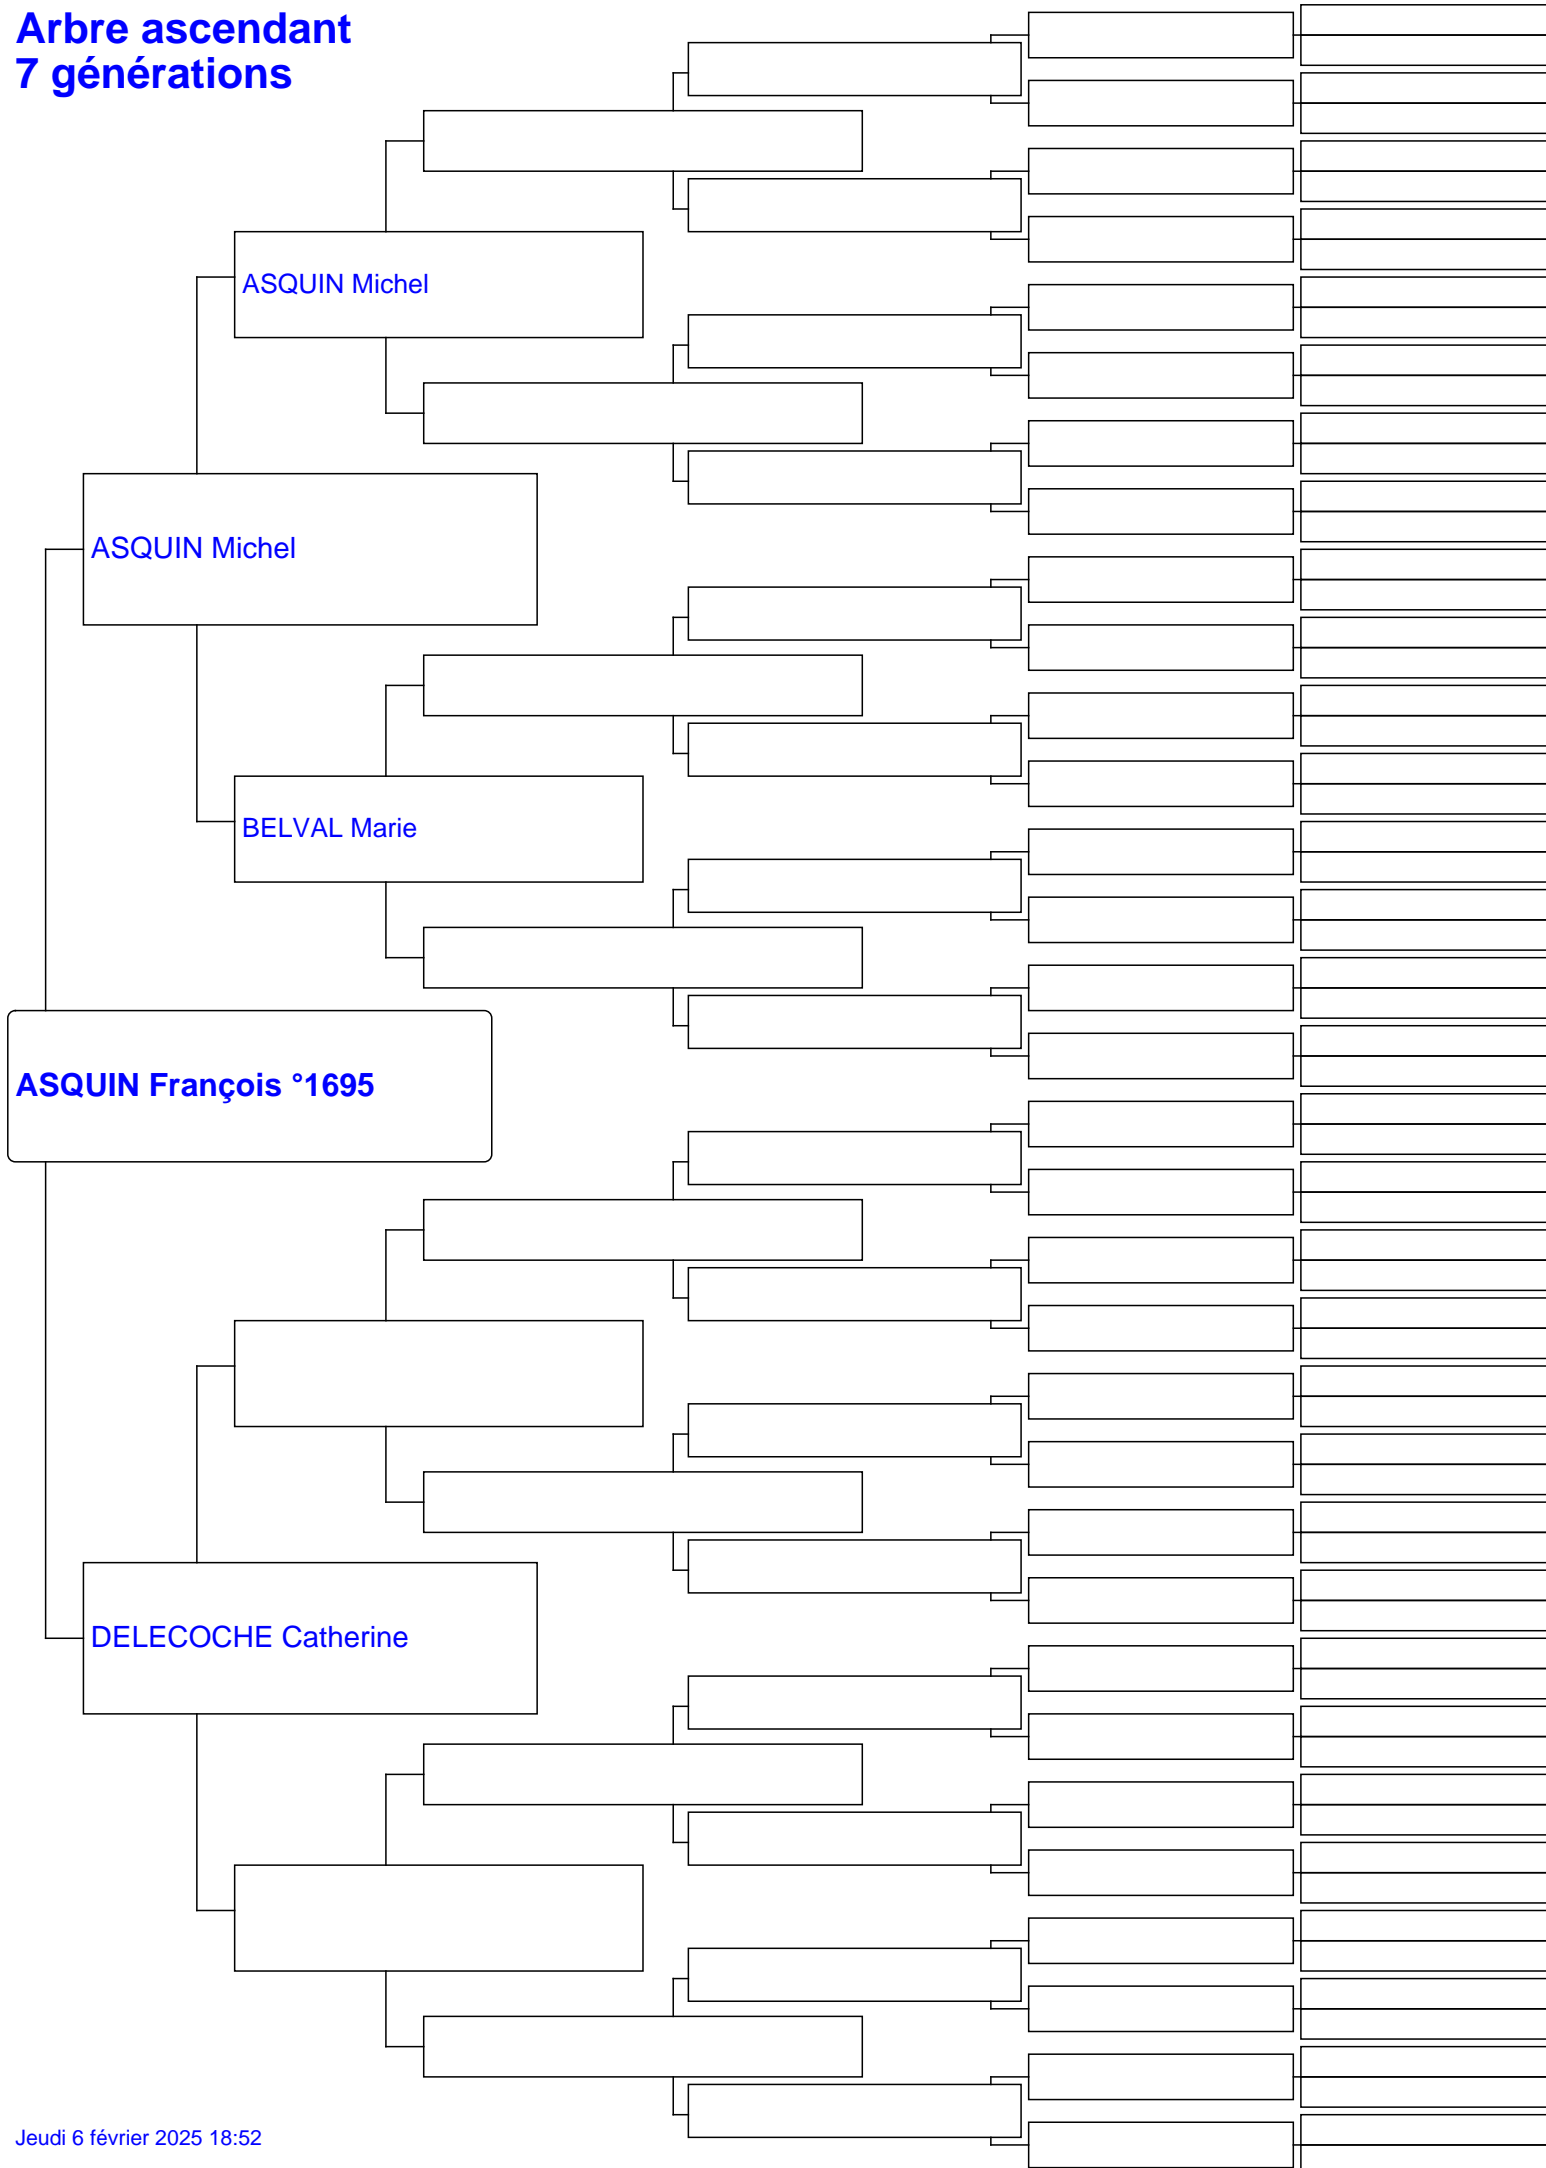 Arbre ascendant
7 générations
ASQUIN Michel
ASQUIN Michel
BELVAL Marie
ASQUIN François °1695
DELECOCHE Catherine
Jeudi 6 février 2025 18:52